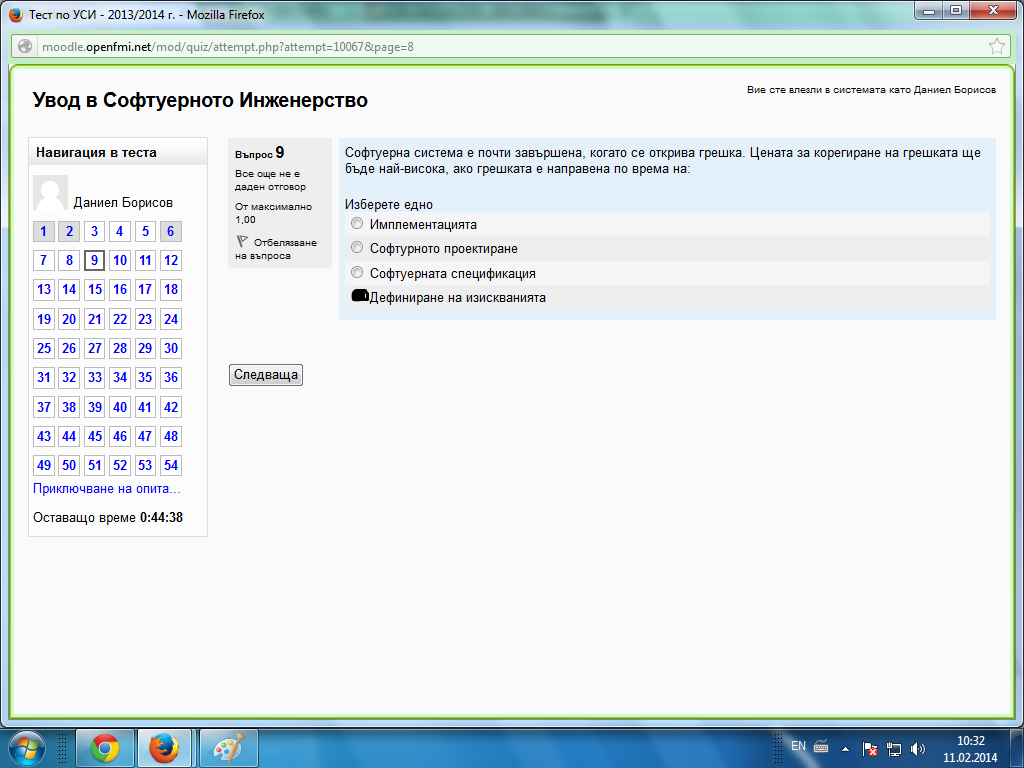 Тест по УСИ - 2013/2014 г. - Mozilla Firefox
moodle.openfmi.net/mod/quiz/attempt.php?attempt=10067&page=8
Увод в Софтуерното Инженерство
Вие сте влезли в системата като Даниел Борисов
Навигация в теста
Даниел Борисов
1 2 3 4 5 6
7 8 9 10 11 12
13 14 15 16 17 18
19 20 21 22 23 24
25 26 27 28 29 30
31 32 33 34 35 36
37 38 39 40 41 42
43 44 45 46 47 48
49 50 51 52 53 54
Приключване на опита...
Оставащо време 0:44:38
Въпрос 9
Все още не е
даден отговор
От максимално
1,00
Отбелязване
на въпроса
Софтуерна система е почти завършена, когато се открива грешка. Цената за корегиране на грешката ще
бъде най-висока, ако грешката е направена по време на:
Изберете едно
Имплементацията
Софтурното проектиране
Софтуерната спецификация
Дефиниране на изискванията
Следваща
EN
10:32
11.02.2014